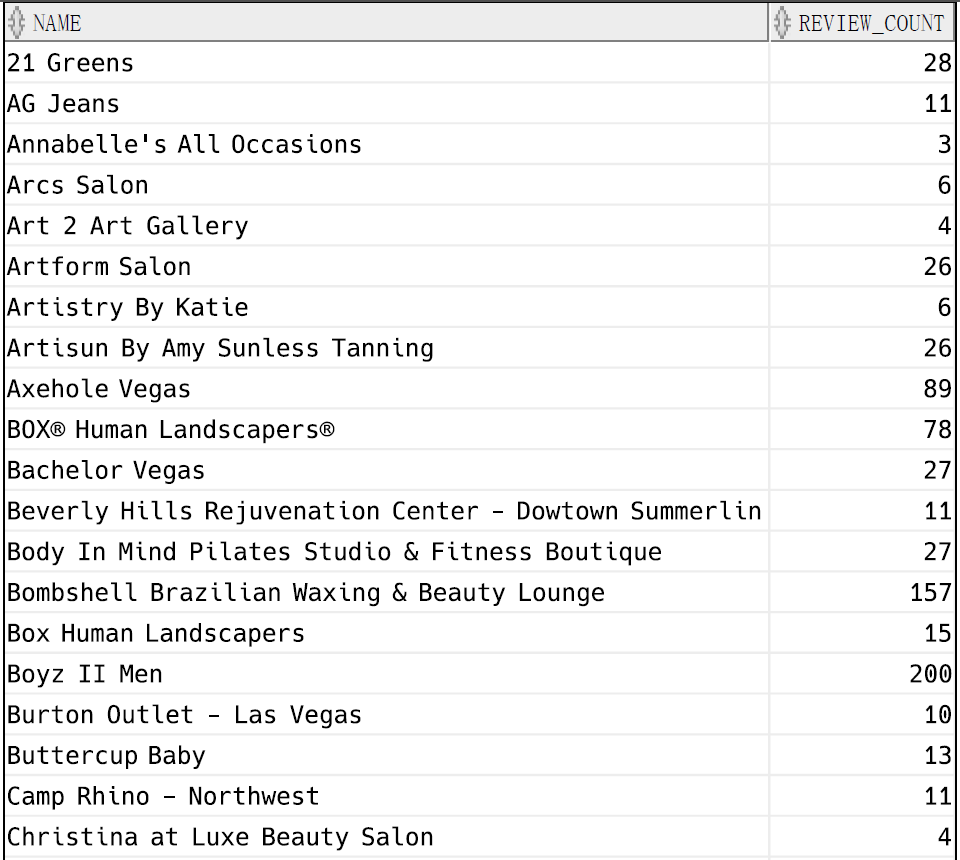 NAME REVIEW_COUNT
21 Greens 28
AG Jeans 11
Annabelle's All Occasions 3
Arcs Salon 6
Art 2 Art Gallery 4
Artform Salon 26
Artistry By Katie 6
Artisun By Amy Sunless Tanning 26
Axehole Vegas 89
BOX® Human Landscapers® 78
Bachelor Vegas 27
Beverly Hills Rejuvenation Center - Dowtown Summerlin 11
Body In Mind Pilates Studio & Fitness Boutique 27
Bombshell Brazilian Waxing & Beauty Lounge 157
Box Human Landscapers 15
Boyz II Men 200
Burton Outlet - Las Vegas 10
Buttercup Baby 13
Camp Rhino - Northwest 11
Christina at Luxe Beauty Salon 4